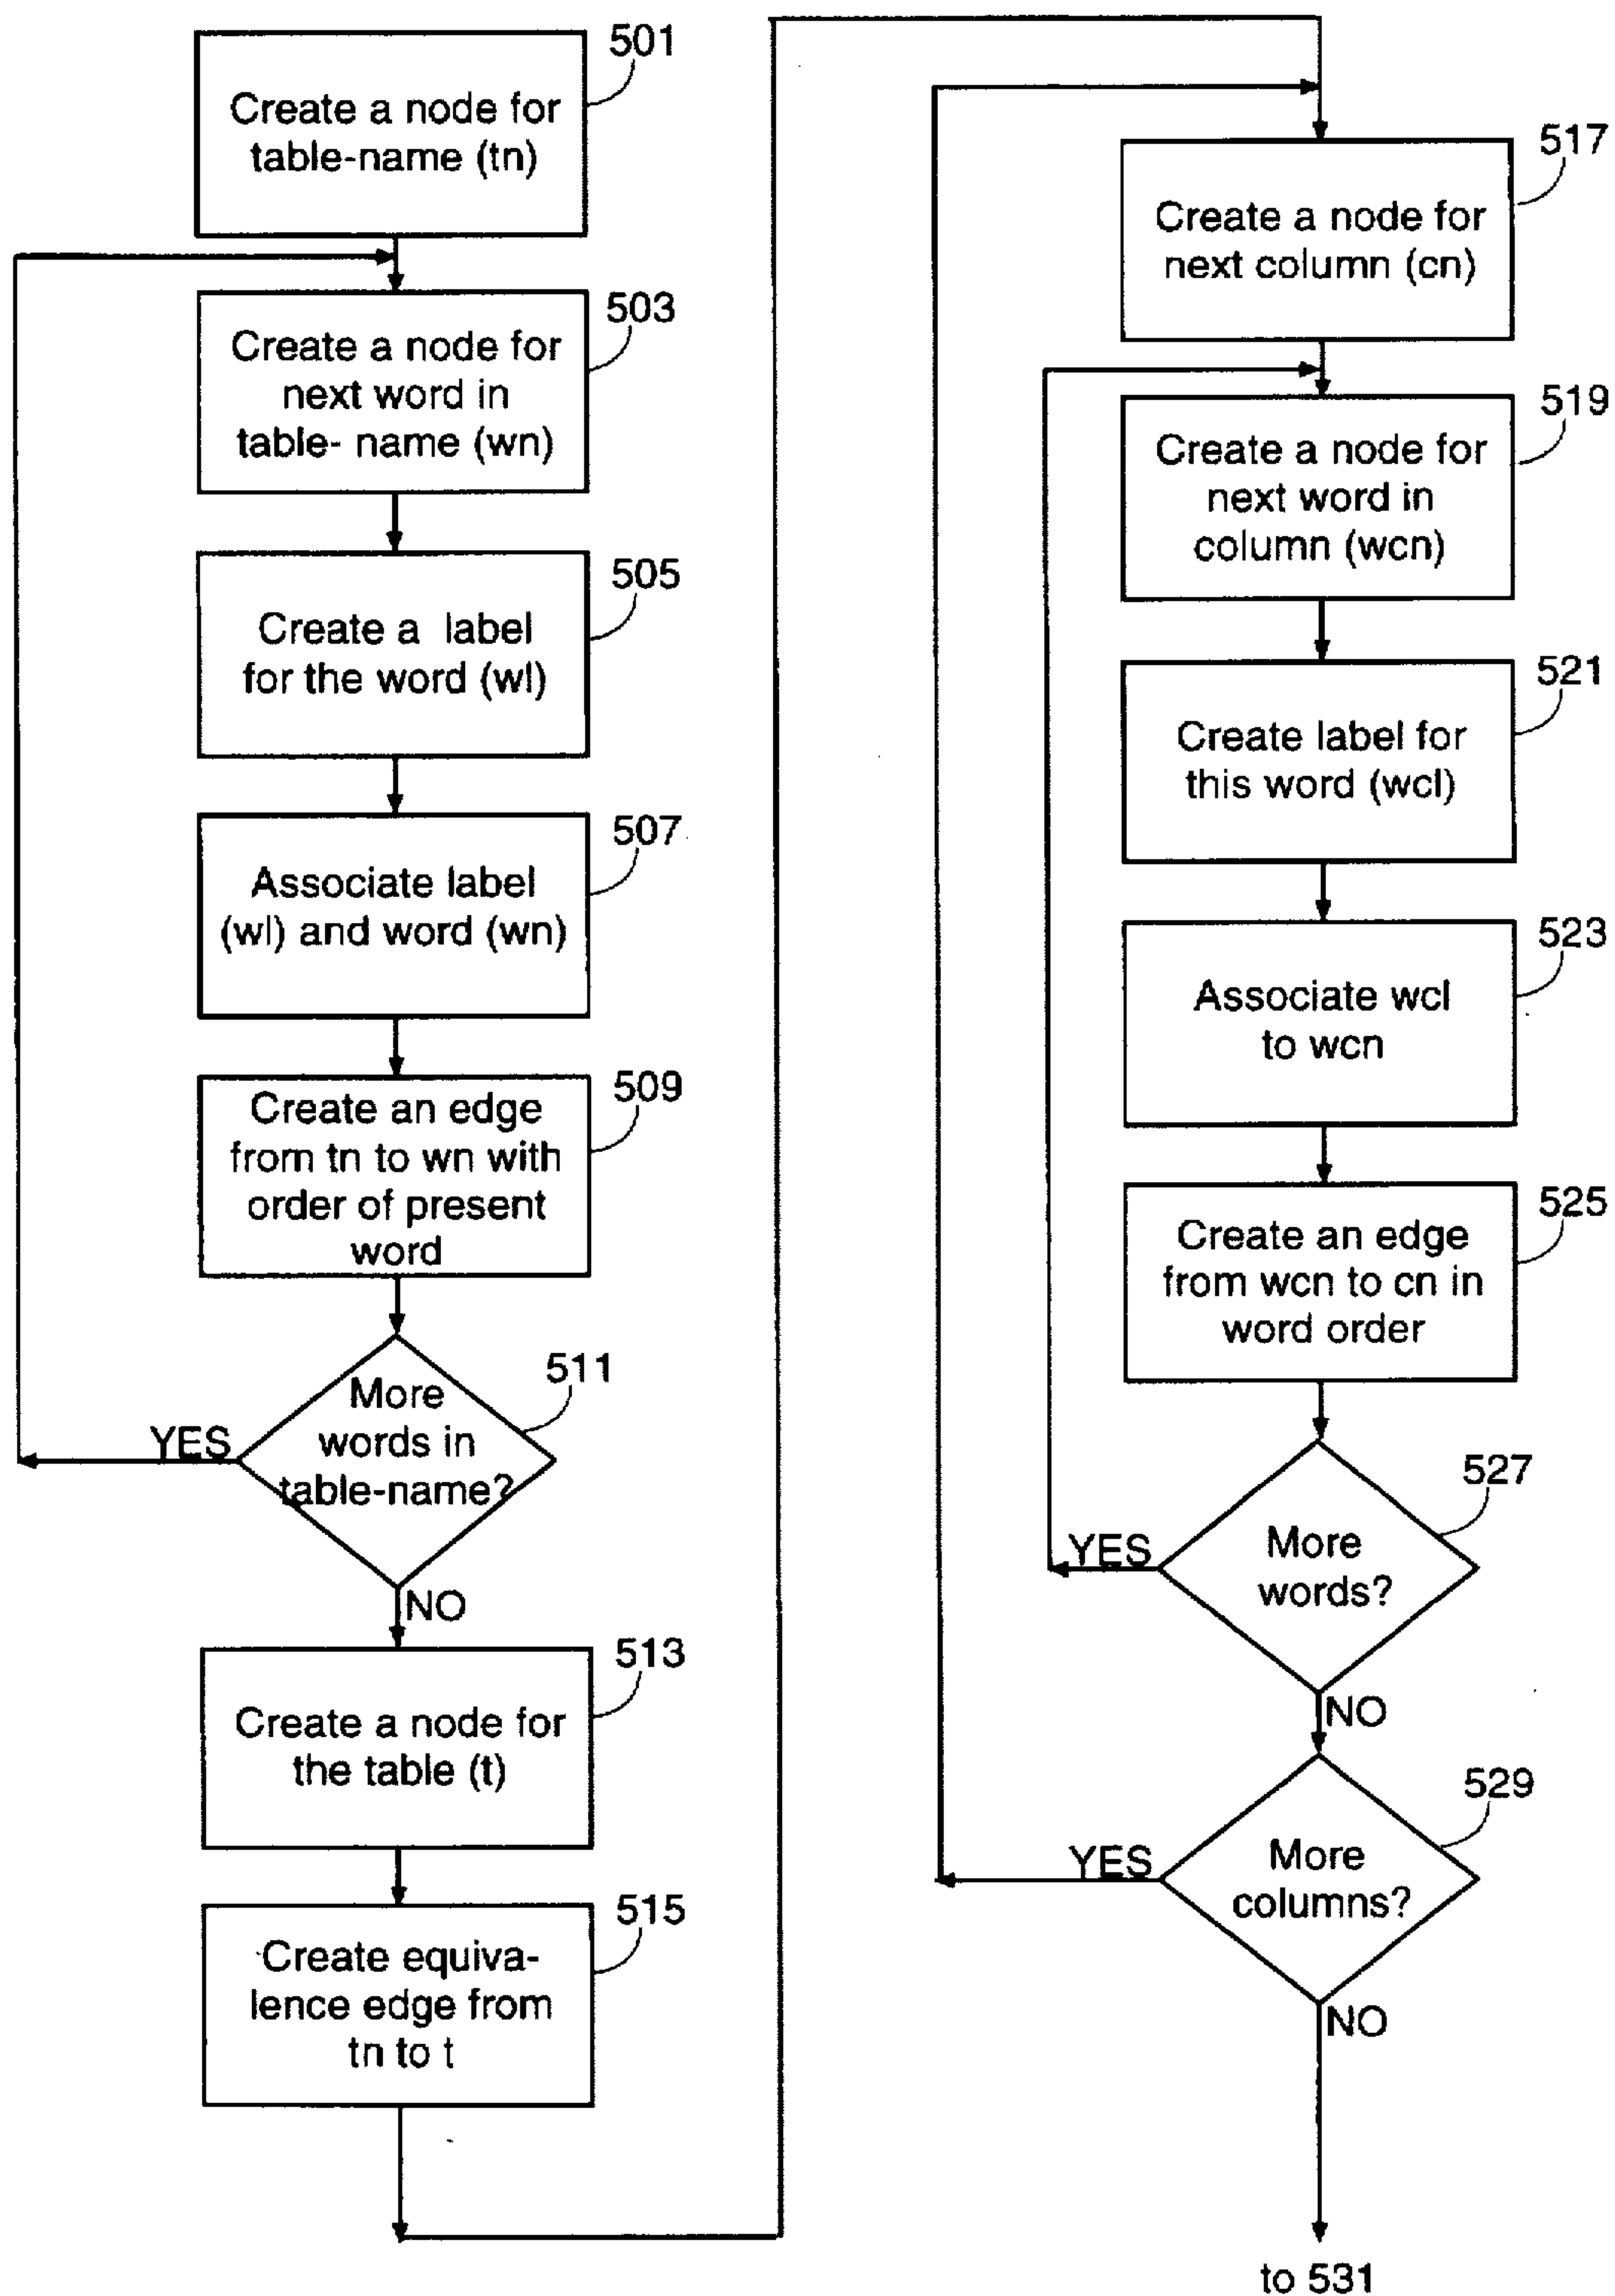 501
Create a node for
table-name (tn)
503
Create a node for
next word in
table- name (wn)
505
Create a label
for the word (wl)
507
Associate label
(wl) and word (wn)
509
Create an edge
from tn to wn with
order of present
word
511
More
words in
table-name?
YES
NO
513
Create a node for
the table (t)
515
Create equiva-
lence edge from
tn to t
517
Create a node for
next column (cn)
519
Create a node for
next word in
column (wcn)
521
Create label for
this word (wcl)
523
Associate wcl
to wcn
525
Create an edge
from wcn to cn in
word order
527
More
words?
YES
NO
529
More
columns?
YES
NO
to 531